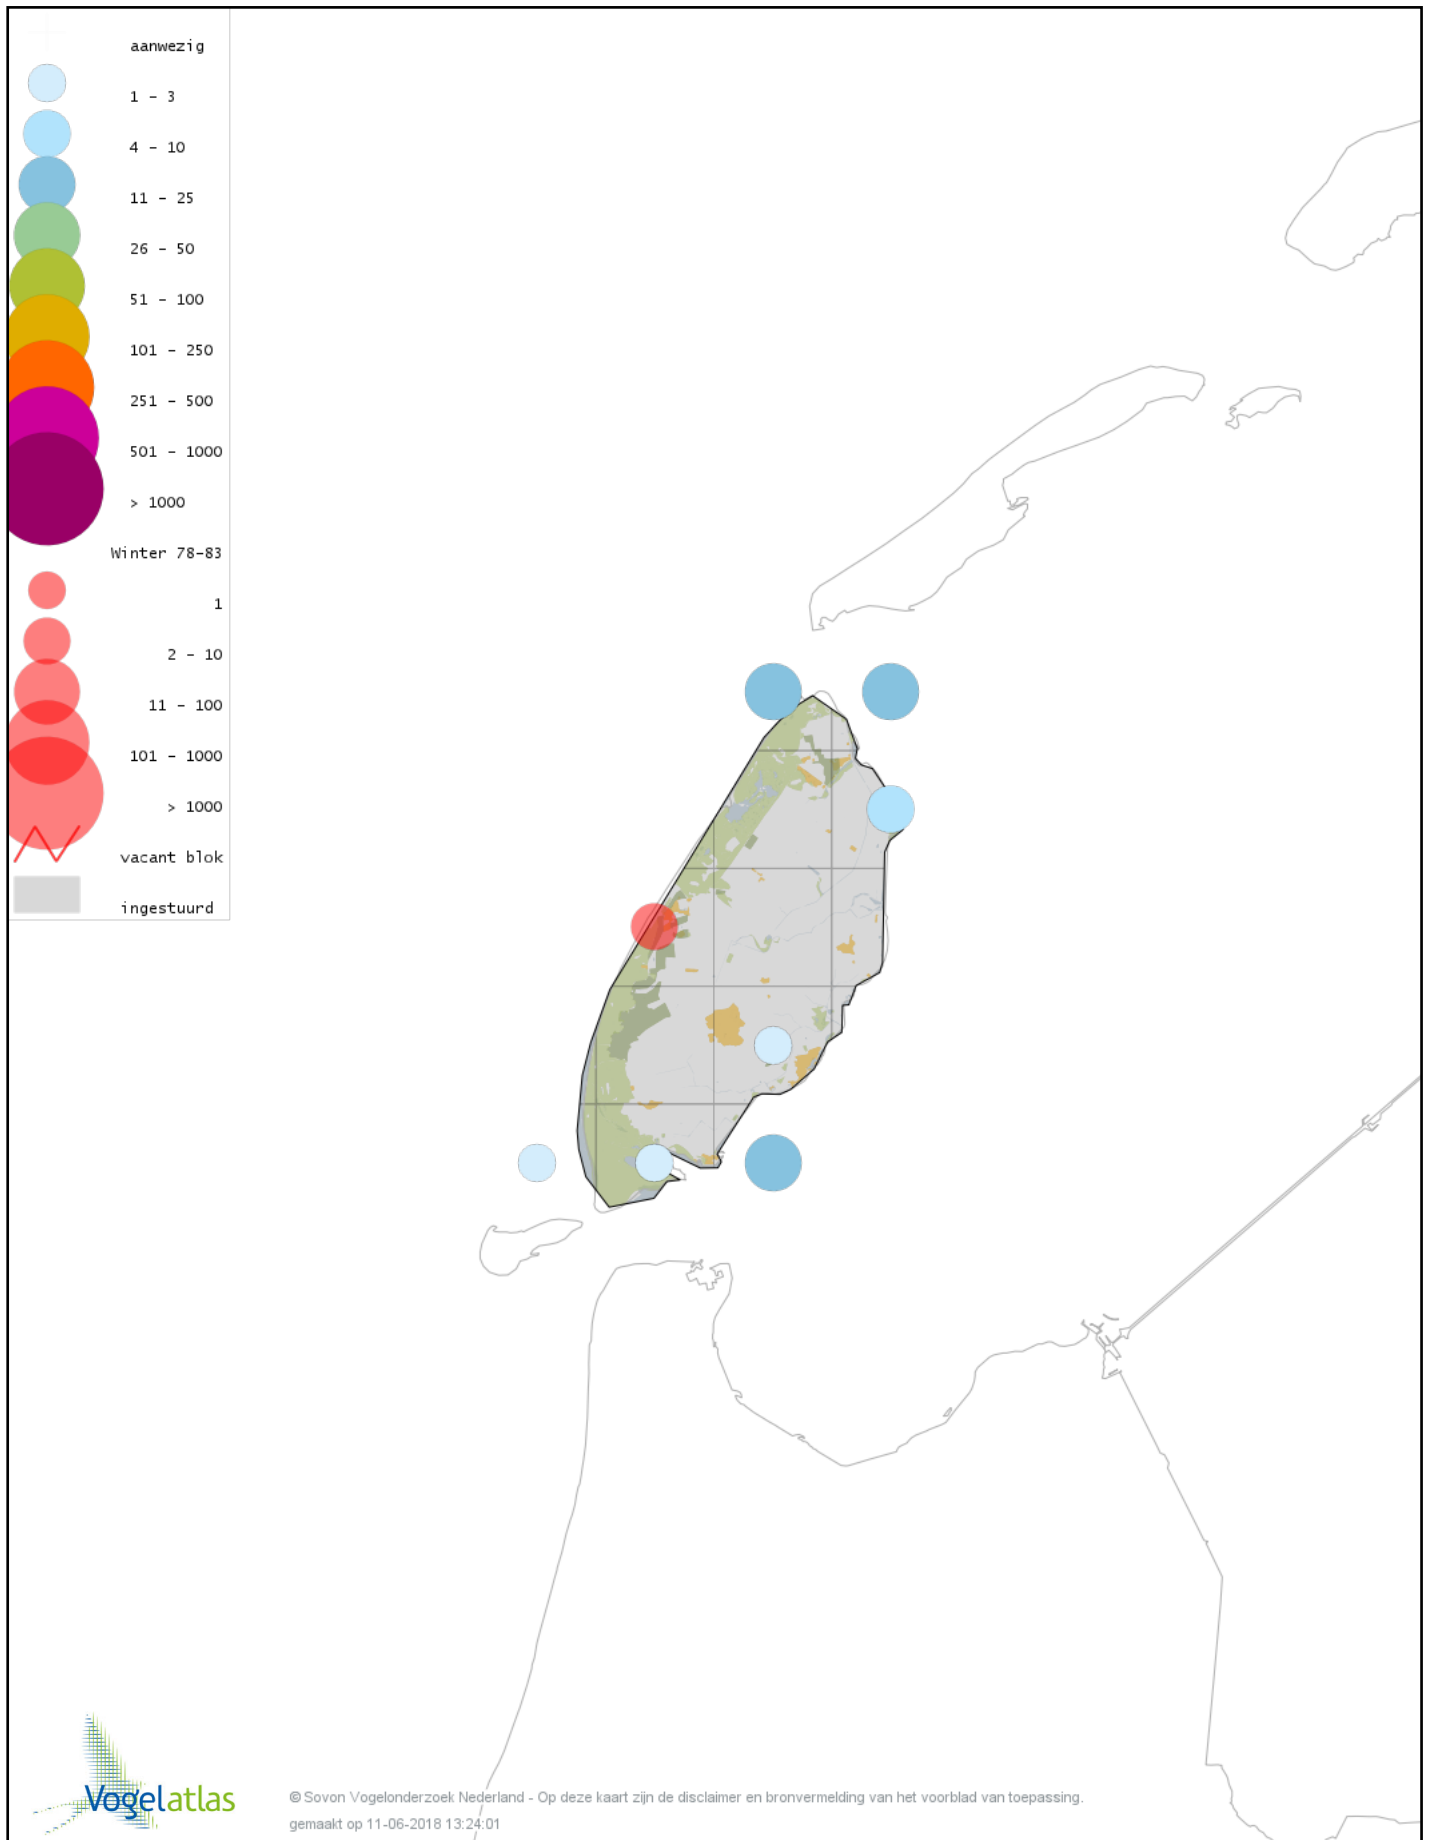 aanwezig
1 - 3
4 - 10
11 - 25
26 - 50
51 - 100
101 - 250
251 - 500
501 - 1000
> 1000
Winter 78-83
1
2 - 10
11 - 100
101 - 1000
> 1000
vacant blok
ingestuurd
Vogelatlas
© Sovon Vogelonderzoek Nederland - Op deze kaart zijn de disclaimer en bronvermelding van het voorblad van toepassing.
gemaakt op 11-06-2018 13:24:01